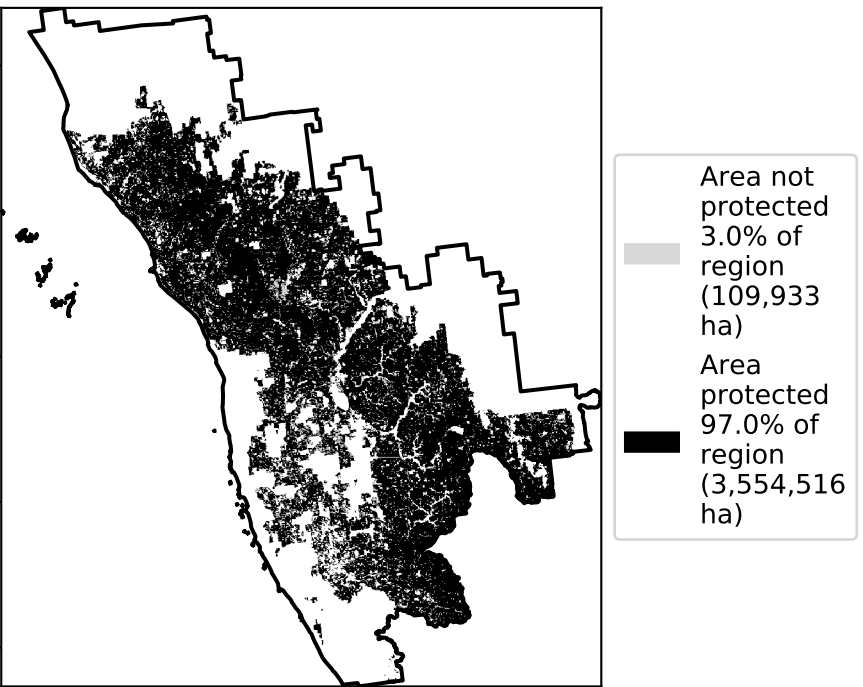 Area not
protected
3.0% of
region
(109,933
ha)
Area
protected
97.0% of
region
(3,554,516
ha)